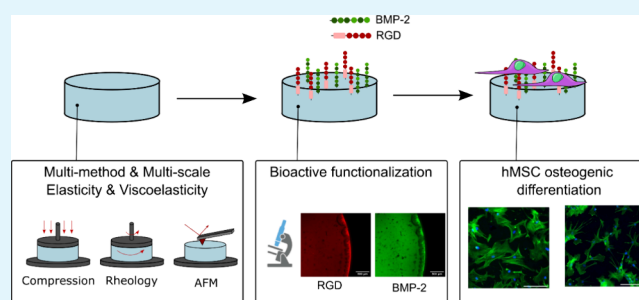 BMP-2
RGD
Multi-method & Multi-scale
Elasticity & Viscoelasticity
Compression
Rheology
AFM
Bioactive functionalization
RGD
BMP-2
hMSC osteogenic
differentiation